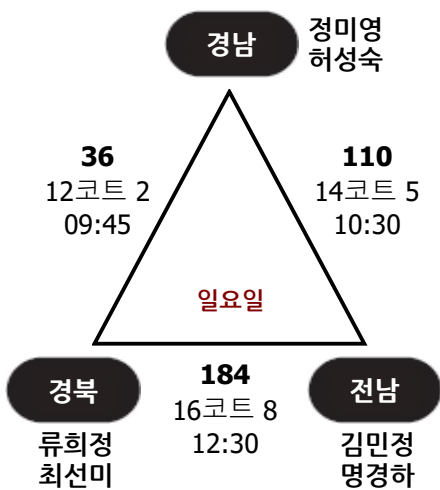 경남
정미영
허성숙
36
12코트 2
09:45
110
14코트 5
10:30
일요일
경북
류희정
최선미
184
16코트 8
12:30
전남
김민정
명경하